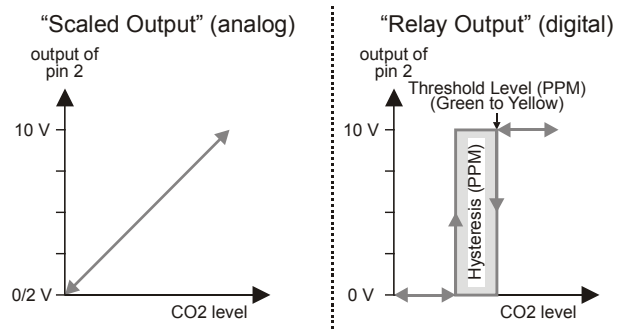 “Scaled Output” (analog)
output of
pin 2
10 V
0/2 V
CO2 level
“Relay Output” (digital)
output of
pin 2
Threshold Level (PPM)
(Green to Yellow)
10 V
Hysteresis (PPM)
0 V
CO2 level